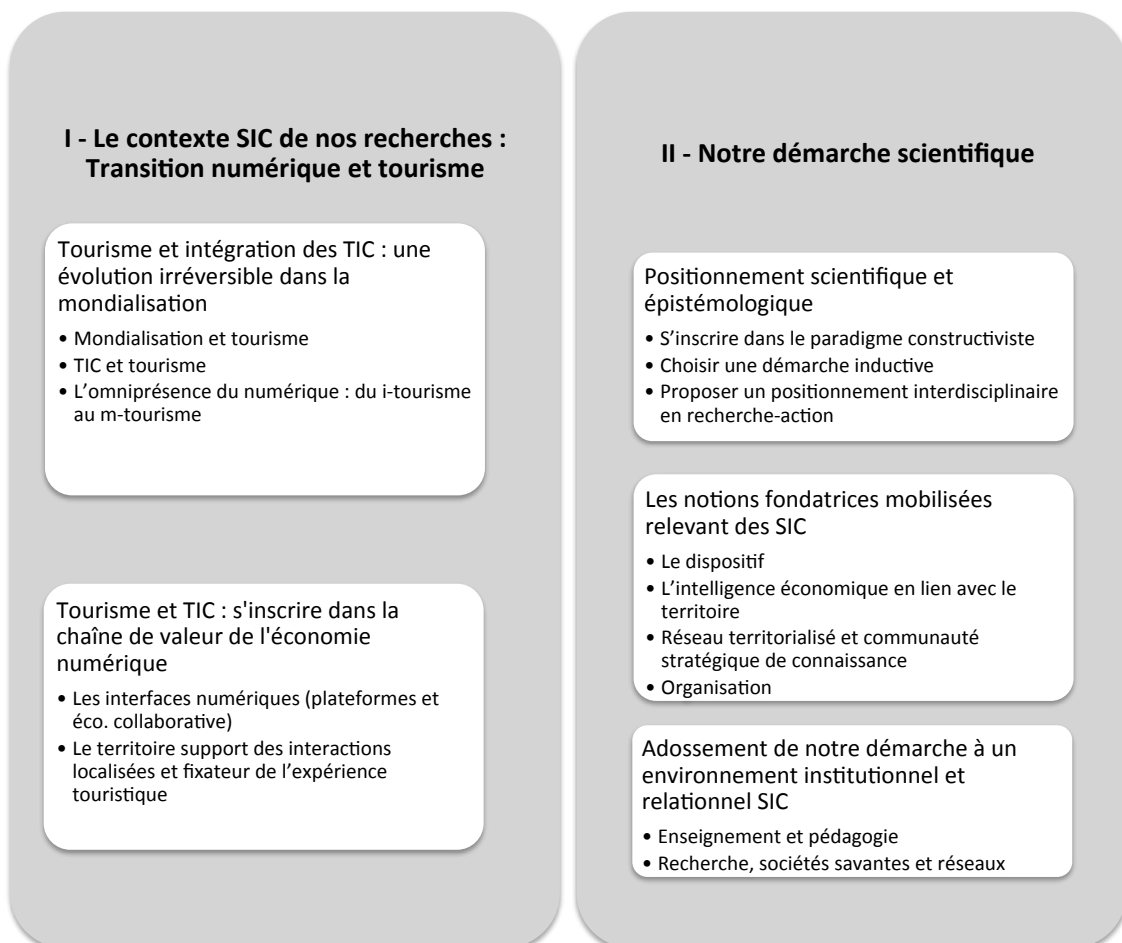 I - Le contexte SIC de nos recherches :
Transition numérique et tourisme
Tourisme et intégration des TIC : une
évolution irréversible dans la
mondialisation
• Mondialisation et tourisme
• TIC et tourisme
• L’omniprésence du numérique : du i-tourisme
au m-tourisme
Tourisme et TIC : s'inscrire dans la
chaîne de valeur de l'économie
numérique
• Les interfaces numériques (plateformes et
éco. collaborative)
• Le territoire support des interactions
localisées et fixateur de l’expérience
touristique
II - Notre démarche scientifique
Positionnement scientifique et
épistémologique
• S’inscrire dans le paradigme constructiviste
• Choisir une démarche inductive
• Proposer un positionnement interdisciplinaire
en recherche-action
Les notions fondatrices mobilisées
relevant des SIC
• Le dispositif
• L’intelligence économique en lien avec le
territoire
• Réseau territorialisé et communauté
stratégique de connaissance
• Organisation
Adossement de notre démarche à un
environnement institutionnel et
relationnel SIC
• Enseignement et pédagogie
• Recherche, sociétés savantes et réseaux